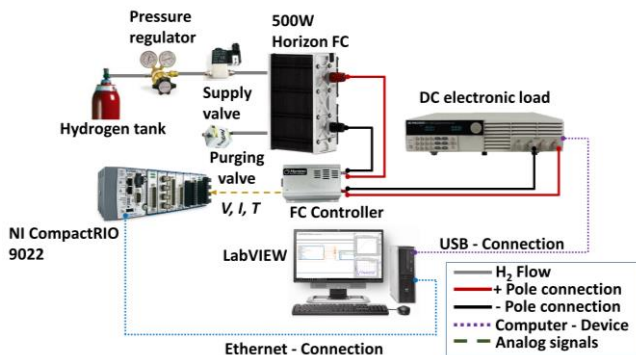 Pressure
regulator
500W
Horizon FC
DC electronic load
Supply
valve
Hydrogen tank
Purging
valve
V, I, T
FC Controller
NI CompactRIO
9022
LabVIEW
USB - Connection
H₂ Flow
+ Pole connection
- Pole connection
Computer - Device
Analog signals
Ethernet - Connection